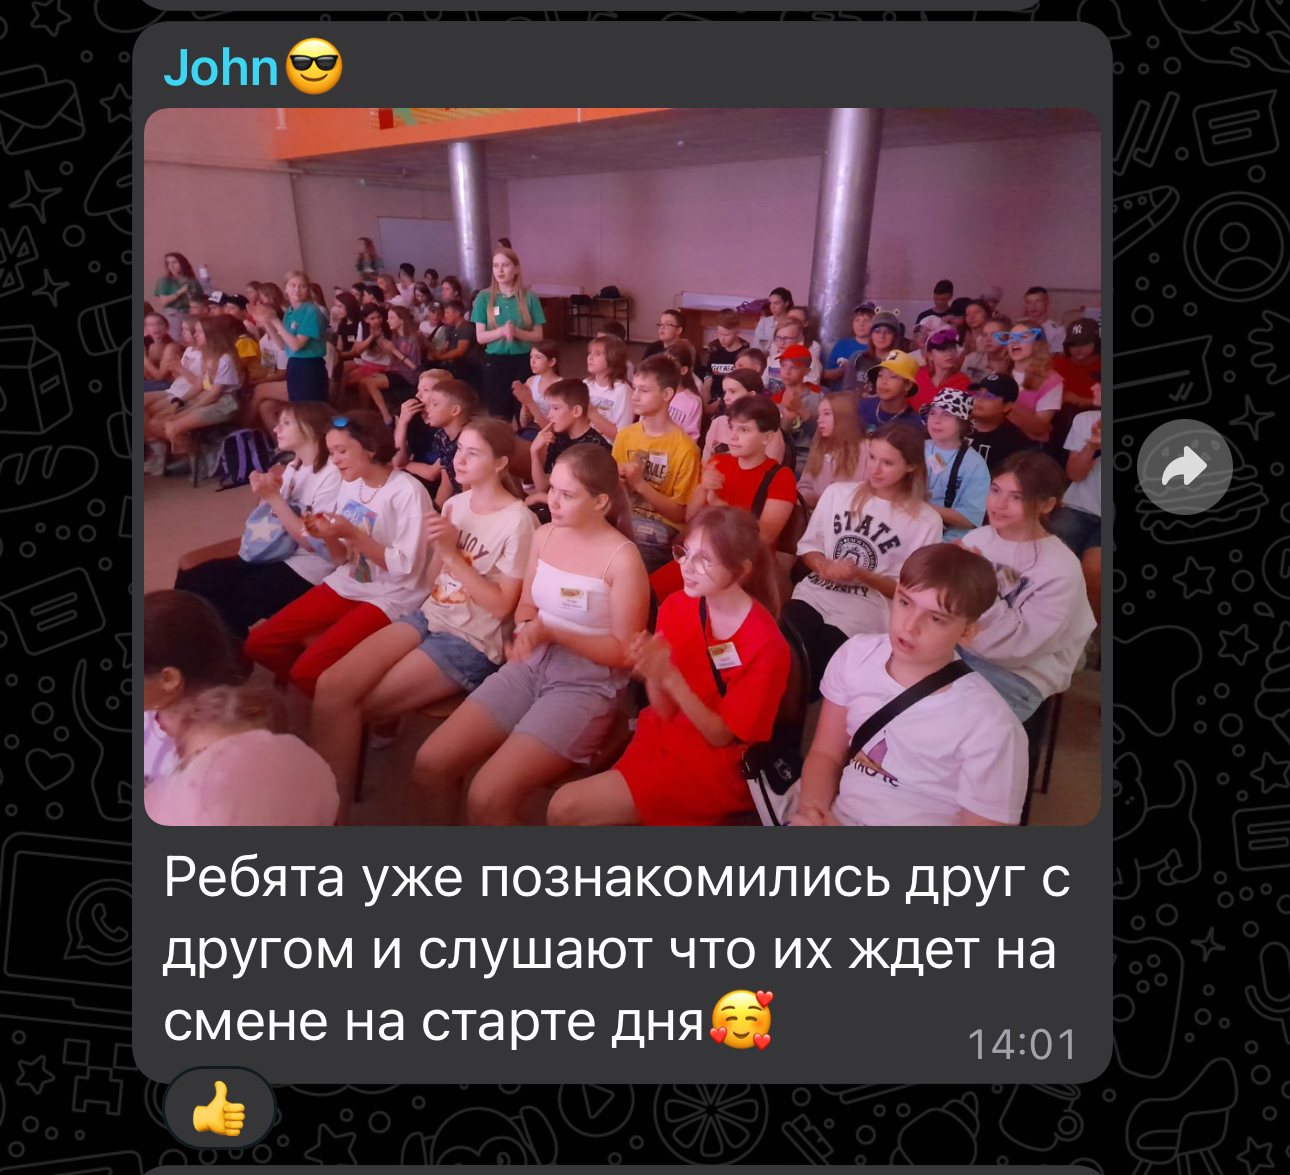 John😎
RULE
STATE
UNIVERSITY
Ребята уже познакомились друг с
другом и слушают что их ждет на
смене на старте дня🥰
14:01
👍